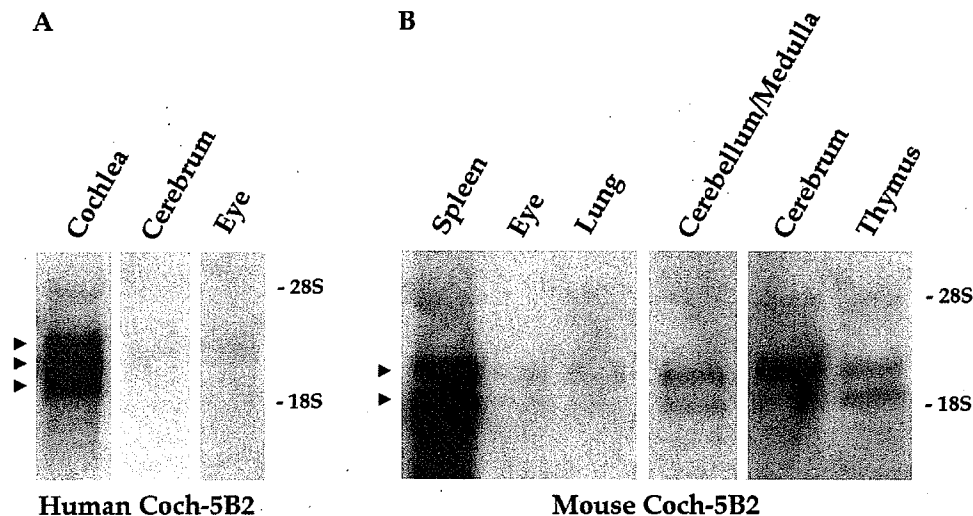 A
Cochlea
Cerebrum
Eye
- 28S
- 18S
Human Coch-5B2
B
Spleen
Eye
Lung
Cerebellum/Medulla
Cerebrum
Thymus
- 28S
- 18S
Mouse Coch-5B2